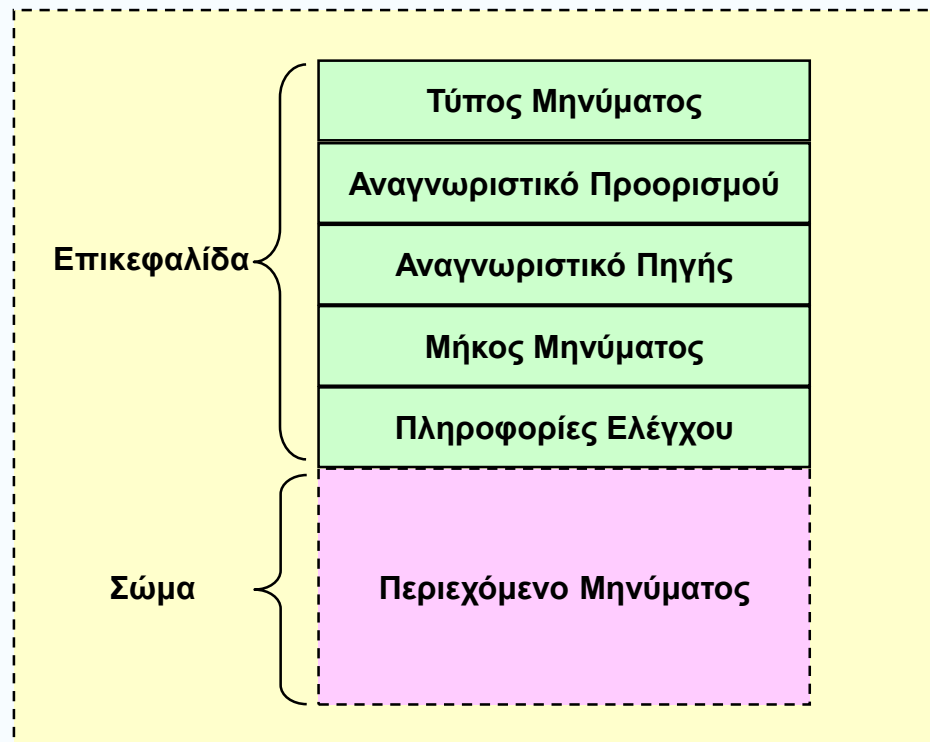 Τύπος Μηνύματος
Αναγνωριστικό Προορισμού
Επικεφαλίδα
Αναγνωριστικό Πηγής
Μήκος Μηνύματος
Πληροφορίες Ελέγχου
Σώμα
Περιεχόμενο Μηνύματος